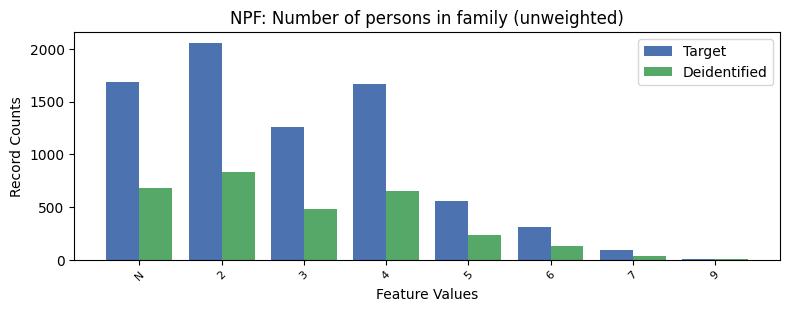 NPF: Number of persons in family (unweighted)
Target
Deidentified
Record Counts
2000
1500
1000
500
0
N 2 3 4 5 6 7 9
Feature Values